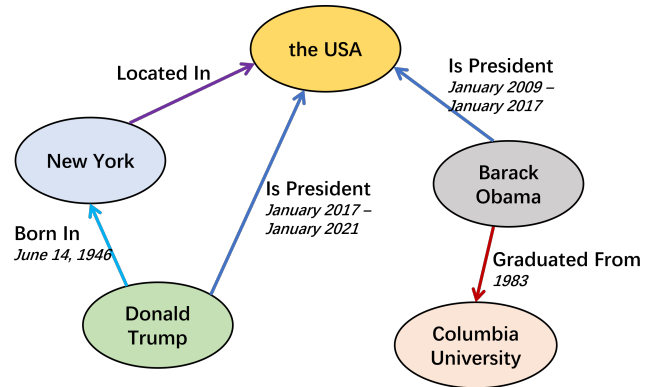 the USA
Located In
Is President
January 2009 –
January 2017
New York
Barack
Obama
Is President
January 2017 –
January 2021
Born In
June 14, 1946
Graduated From
1983
Donald
Trump
Columbia
University